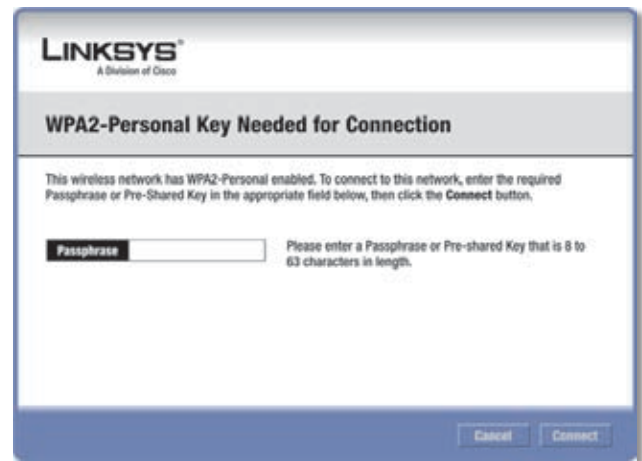 LINKSYS®
A Division of Cisco
WPA2-Personal Key Needed for Connection
This wireless network has WPA2-Personal enabled. To connect to this network, enter the required
Passphrase or Pre-Shared Key in the appropriate field below, then click the Connect button.
Passphrase
Please enter a Passphrase or Pre-shared Key that is 8 to
63 characters in length.
Cancel Connect